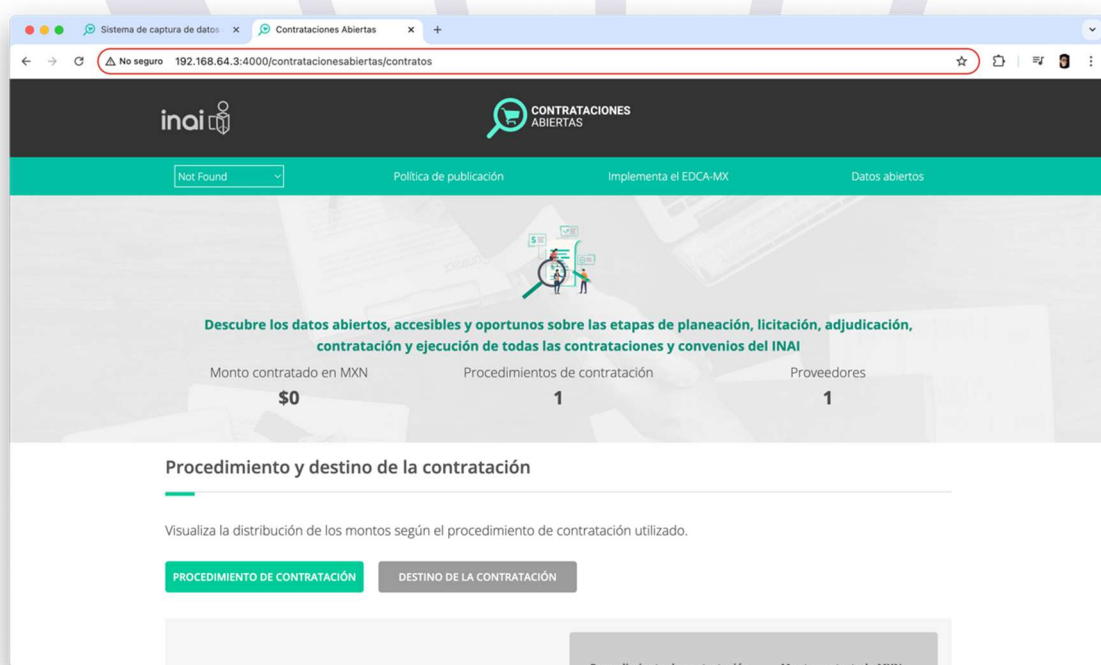 Sistema de captura de datos
Contrataciones Abiertas
No seguro 192.168.64.3:4000/contratacionesabiertas/contratos
inai
CONTRATACIONES
ABIERTAS
Not Found
Política de publicación
Implementa el EDCA-MX
Datos abiertos
Descubre los datos abiertos, accesibles y oportunos sobre las etapas de planeación, licitación, adjudicación,
contratación y ejecución de todas las contrataciones y convenios del INAI
Monto contratado en MXN
Procedimientos de contratación
Proveedores
$0
1
1
Procedimiento y destino de la contratación
Visualiza la distribución de los montos según el procedimiento de contratación utilizado.
PROCEDIMIENTO DE CONTRATACIÓN
DESTINO DE LA CONTRATACIÓN